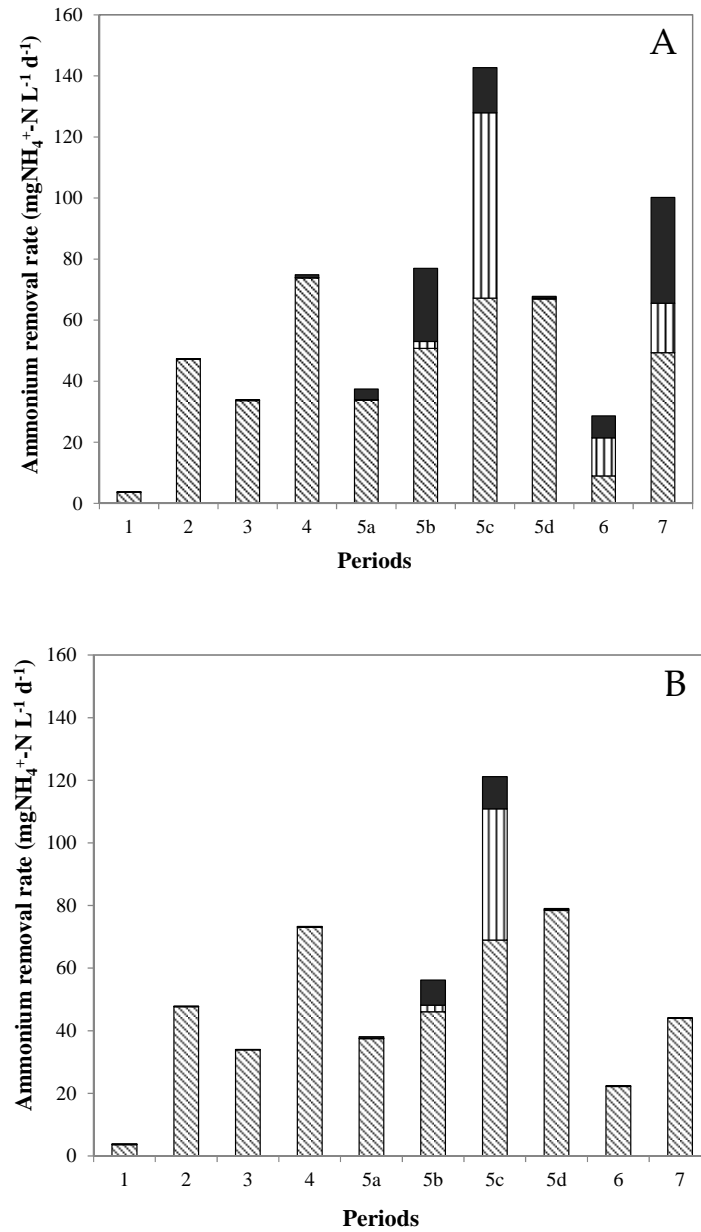 A
160
140
120
100
80
60
40
20
0
Ammonium removal rate (mgNH₄⁺-N L⁻¹ d⁻¹)
1 2 3 4 5a 5b 5c 5d 6 7
Periods
B
160
140
120
100
80
60
40
20
0
Ammonium removal rate (mgNH₄⁺-N L⁻¹ d⁻¹)
1 2 3 4 5a 5b 5c 5d 6 7
Periods